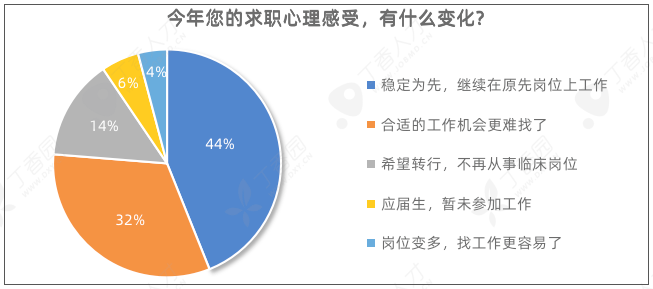 今年您的求职心理感受，有什么变化?
44%
32%
14%
6%
4%
稳定为先，继续在原先岗位上工作
合适的工作机会更难找了
希望转行，不再从事临床岗位
应届生，暂未参加工作
岗位变多，找工作更容易了